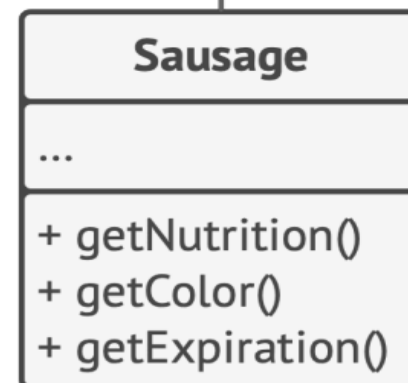 Sausage
...
+ getNutrition()
+ getColor()
+ getExpiration()